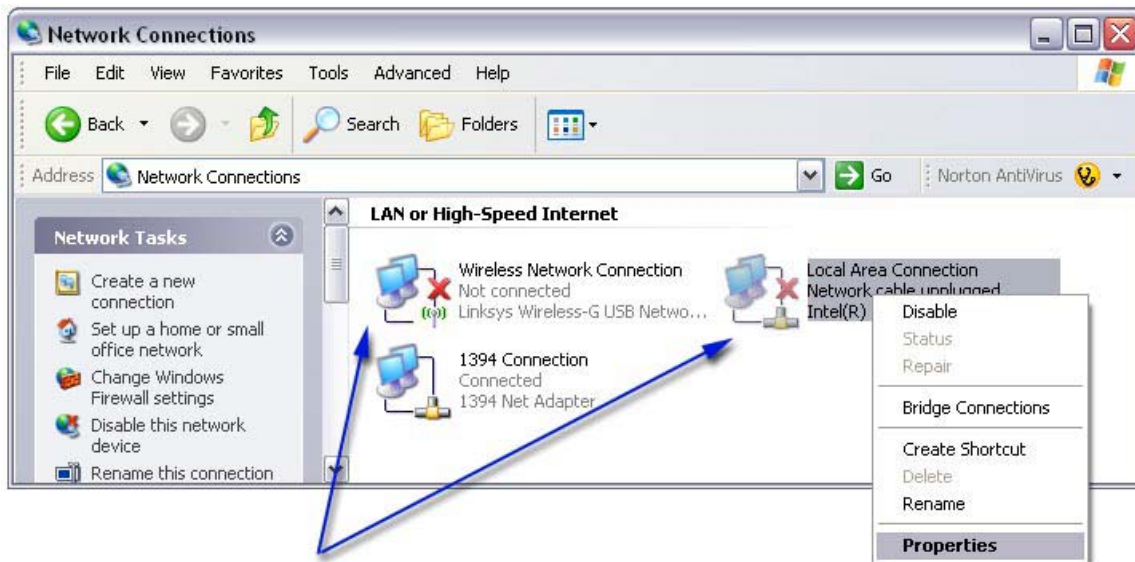 Network Connections
File Edit View Favorites Tools Advanced Help
Back Search Folders
Address Network Connections Go Norton AntiVirus
Network Tasks
Create a new
connection
Set up a home or small
office network
Change Windows
Firewall settings
Disable this network
device
Rename this connection
LAN or High-Speed Internet
Wireless Network Connection
Not connected
Linksys Wireless-G USB Netwo...
1394 Connection
Connected
1394 Net Adapter
Local Area Connection
Network cable unplugged
Intel(R)
Disable
Status
Repair
Bridge Connections
Create Shortcut
Delete
Rename
Properties